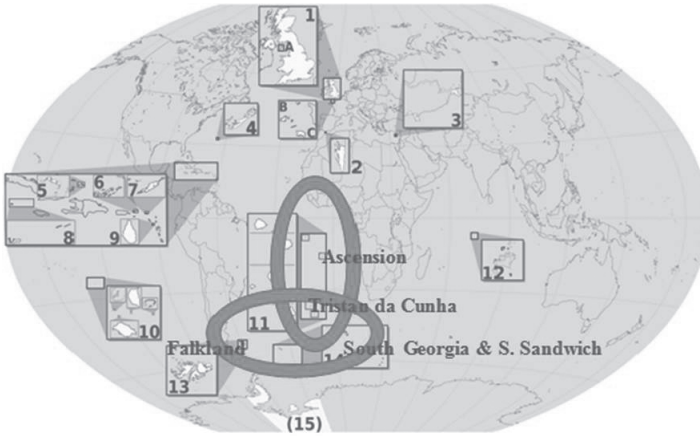 1
A
B
C
4
3
2
5 6 7
8 9
Ascension
12
Tristan da Cunha
10
11
Falkland
South Georgia & S. Sandwich
14
13
(15)